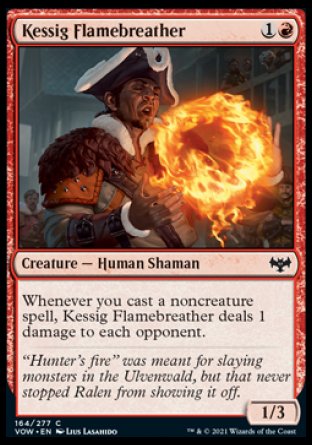 Kessig Flamebreather 1
Creature — Human Shaman
Whenever you cast a noncreature
spell, Kessig Flamebreather deals 1
damage to each opponent.
"Hunter's fire" was meant for slaying
monsters in the Ulvenwald, but that never
stopped Ralen from showing it off.
1/3
164/277 C
VOW • EN LIUS LASAHIDO
™ & © 2021 Wizards of the Coast